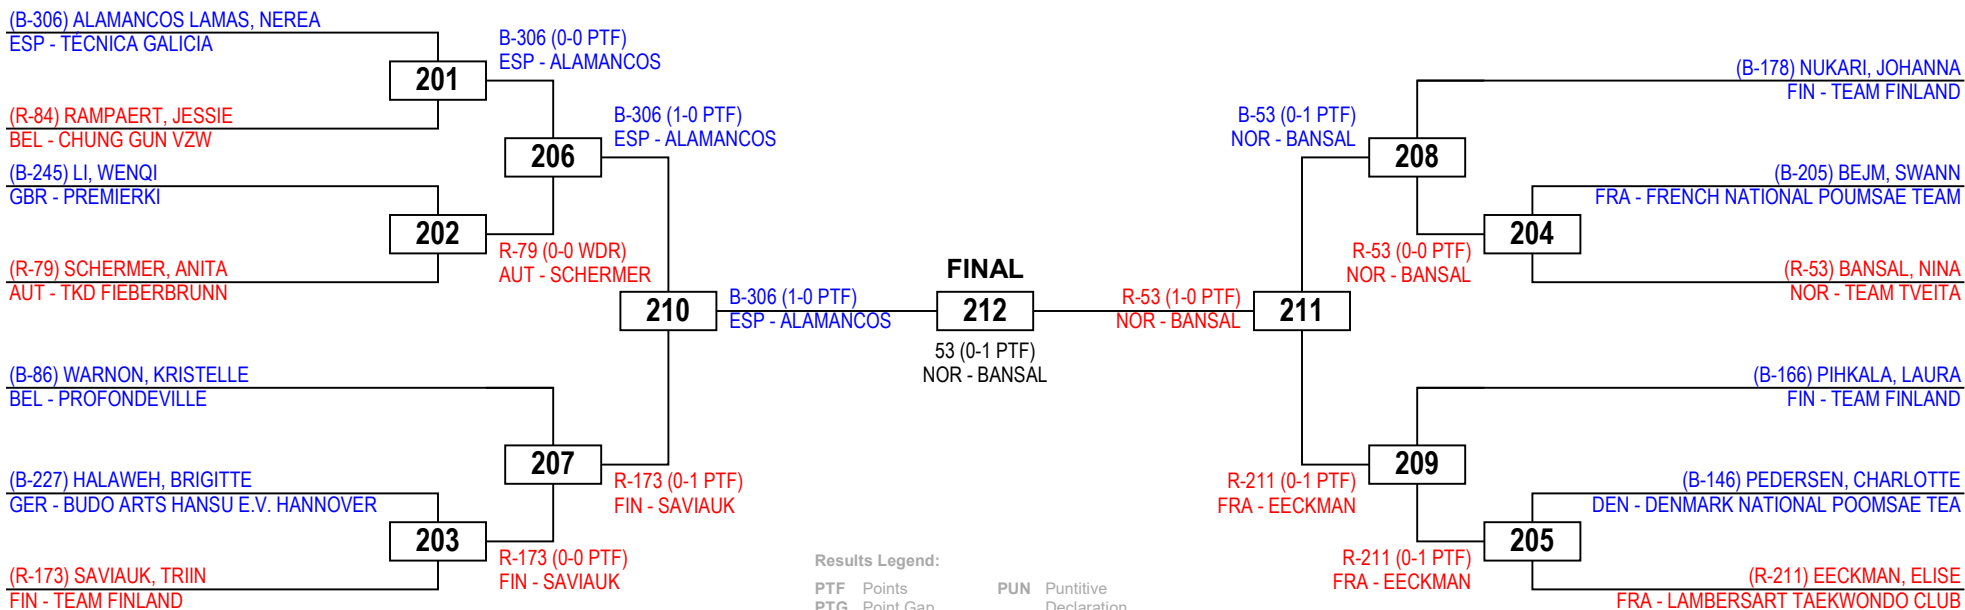 (B-306) ALAMANCOS LAMAS, NEREA
ESP - TÉCNICA GALICIA
201
(R-84) RAMPAERT, JESSIE
BEL - CHUNG GUN VZW
B-306 (0-0 PTF)
ESP - ALAMANCOS
(B-245) LI, WENQI
GBR - PREMIERKI
202
(R-79) SCHERMER, ANITA
AUT - TKD FIEBERBRUNN
R-79 (0-0 WDR)
AUT - SCHERMER
206
B-306 (1-0 PTF)
ESP - ALAMANCOS
(B-86) WARNON, KRISTELLE
BEL - PROFONDEVILLE
(B-227) HALAWEH, BRIGITTE
GER - BUDO ARTS HANSU E.V. HANNOVER
203
(R-173) SAVIAUK, TRIIN
FIN - TEAM FINLAND
R-173 (0-0 PTF)
FIN - SAVIAUK
207
R-173 (0-1 PTF)
FIN - SAVIAUK
210
B-306 (1-0 PTF)
ESP - ALAMANCOS
FINAL
212
53 (0-1 PTF)
NOR - BANSAL
R-53 (1-0 PTF)
NOR - BANSAL
211
B-53 (0-1 PTF)
NOR - BANSAL
208
(B-178) NUKARI, JOHANNA
FIN - TEAM FINLAND
(B-205) BEJM, SWANN
FRA - FRENCH NATIONAL POUMSAE TEAM
204
R-53 (0-0 PTF)
NOR - BANSAL
(R-53) BANSAL, NINA
NOR - TEAM TVEITA
(B-166) PIHKALA, LAURA
FIN - TEAM FINLAND
209
R-211 (0-1 PTF)
FRA - EECKMAN
(B-146) PEDERSEN, CHARLOTTE
DEN - DENMARK NATIONAL POOMSAE TEA
205
R-211 (0-1 PTF)
FRA - EECKMAN
(R-211) EECKMAN, ELISE
FRA - LAMBERSART TAEKWONDO CLUB
Results Legend:
PTF Points PUN Puntitive
PTG Point Gap Declaration